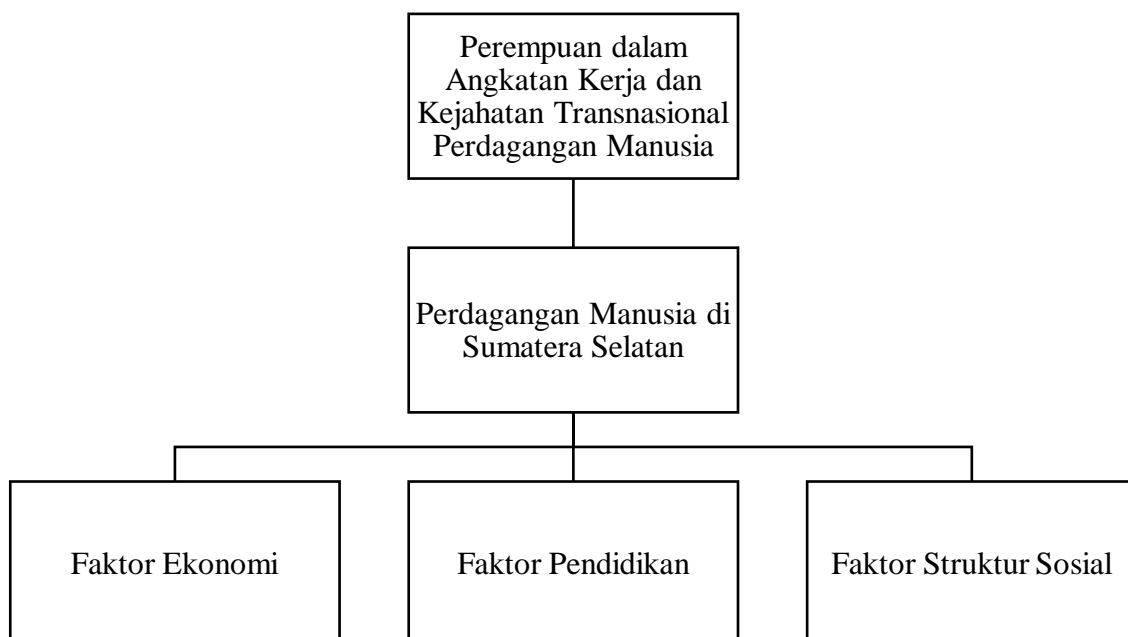 Perempuan dalam
Angkatan Kerja dan
Kejahatan Transnasional
Perdagangan Manusia
Perdagangan Manusia di
Sumatera Selatan
Faktor Ekonomi
Faktor Pendidikan
Faktor Struktur Sosial